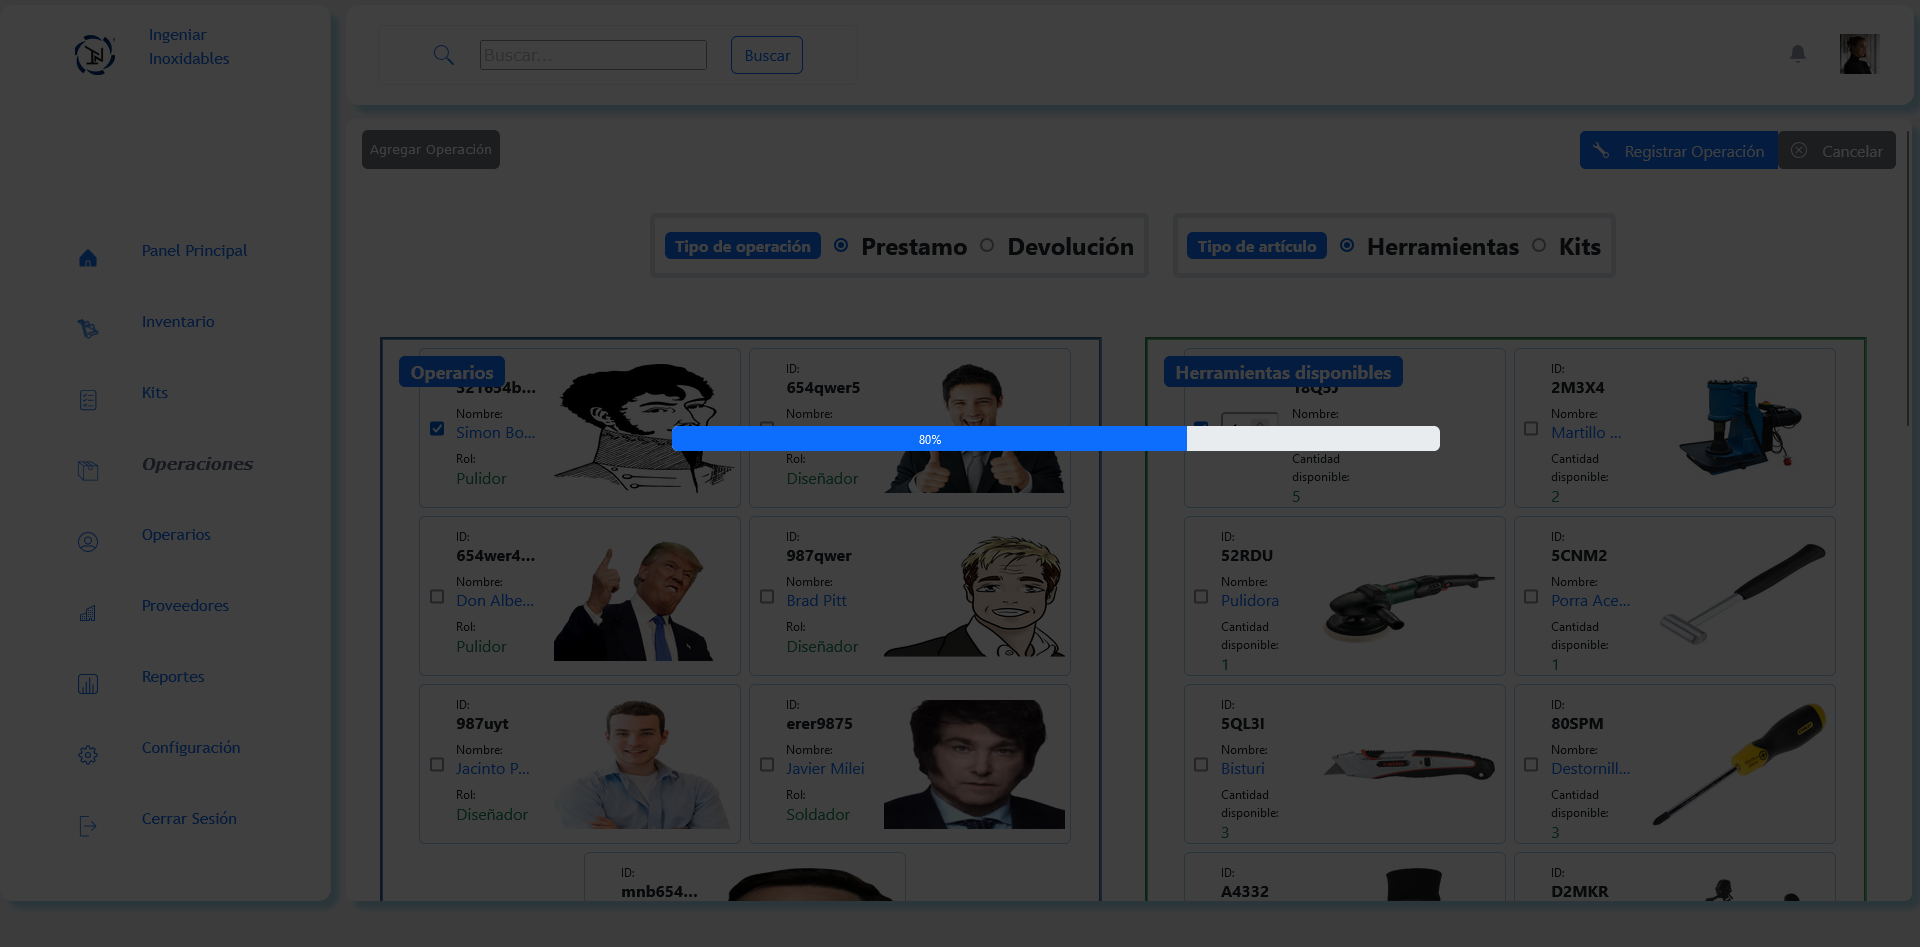 Ingeniar
Inoxidables
Buscar...
Buscar
Agregar Operación
Registrar Operación
Cancelar
Panel Principal
Inventario
Kits
Operaciones
Operarios
Proveedores
Reportes
Configuración
Cerrar Sesión
Tipo de operación
Prestamo
Devolución
Tipo de artículo
Herramientas
Kits
80%
Operarios
321654b...
Nombre:
Simon Bo...
Rol:
Pulidor
ID:
654qwer5
Nombre:
Rol:
Diseñador
ID:
654wer4...
Nombre:
Don Albe...
Rol:
Pulidor
ID:
987qwer
Nombre:
Brad Pitt
Rol:
Diseñador
ID:
987uyt
Nombre:
Jacinto P...
Rol:
Diseñador
ID:
erer9875
Nombre:
Javier Milei
Rol:
Soldador
ID:
mnb654...
Herramientas disponibles
Nombre:
Cantidad
disponible:
5
ID:
2M3X4
Nombre:
Martillo ...
Cantidad
disponible:
2
ID:
52RDU
Nombre:
Pulidora
Cantidad
disponible:
1
ID:
5CNM2
Nombre:
Porra Ace...
Cantidad
disponible:
1
ID:
5QL3I
Nombre:
Bisturi
Cantidad
disponible:
3
ID:
80SPM
Nombre:
Destornill...
Cantidad
disponible:
3
ID:
A4332
ID:
D2MKR